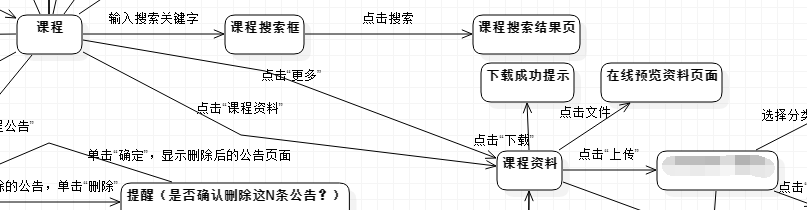 课程
输入搜索关键字
课程搜索框
点击搜索
课程搜索结果页
点击“更多”
下载成功提示
在线预览资料页面
点击“课程资料”
点击文件
选择分类
公告”
点击“下载”
单击“确定”，显示删除后的公告页面
课程资料
点击“上传”
的公告，单击“删除”
提醒（是否确认删除这N条公告？）
点击“